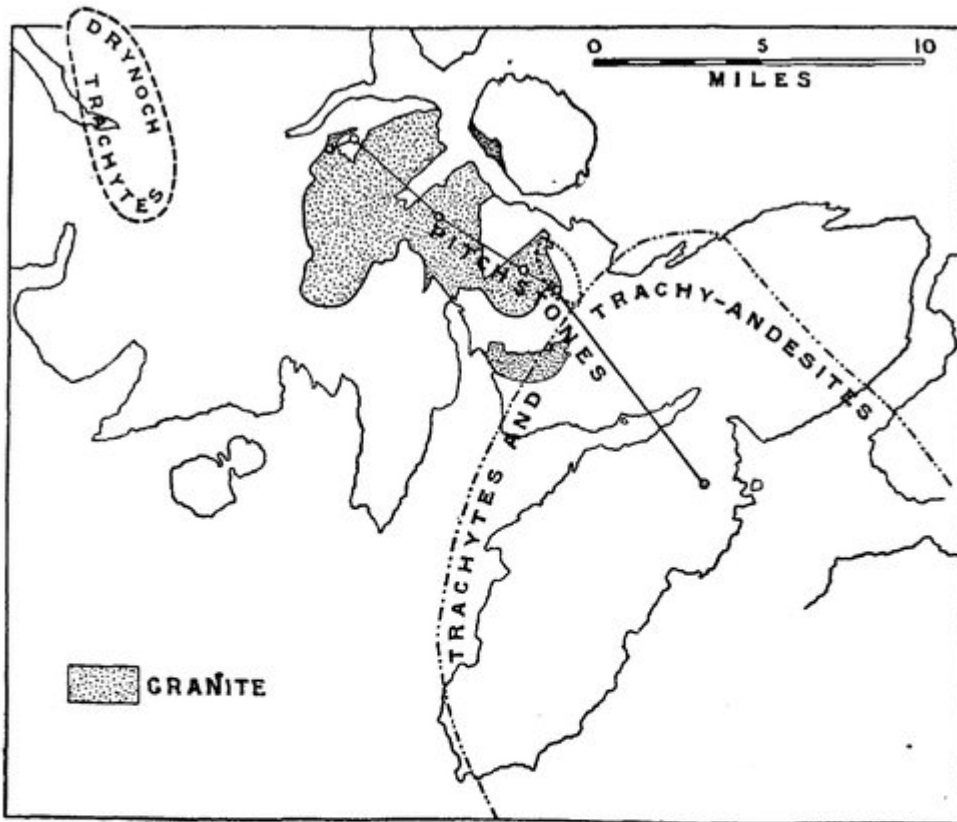 DRYNOCH
TRACHYTES
0 5 10
MILES
PITCHSTONES
TRACHYTES AND TRACHY-ANDESITES
GRANITE